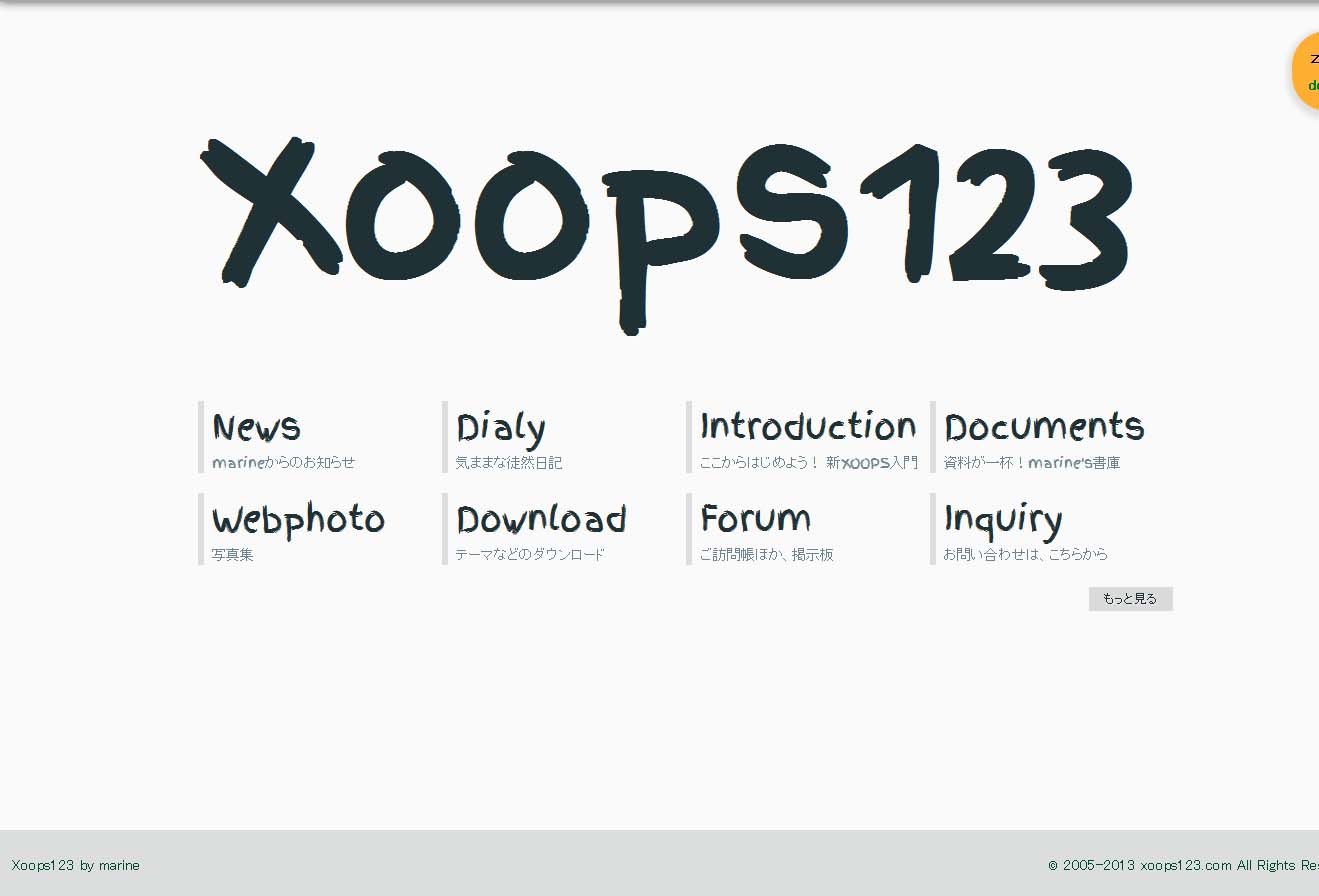 Xoops123
News
marineからのお知らせ
Dialy
気ままな徒然日記
Introduction
ここからはじめよう！ 新XOOPS入門
Documents
資料が一杯！marine's書庫
Webphoto
写真集
Download
テーマなどのダウンロード
Forum
ご訪問帳ほか、掲示板
Inquiry
お問い合わせは、こちらから
もっと見る
Xoops123 by marine
© 2005-2013 xoops123.com All Rights